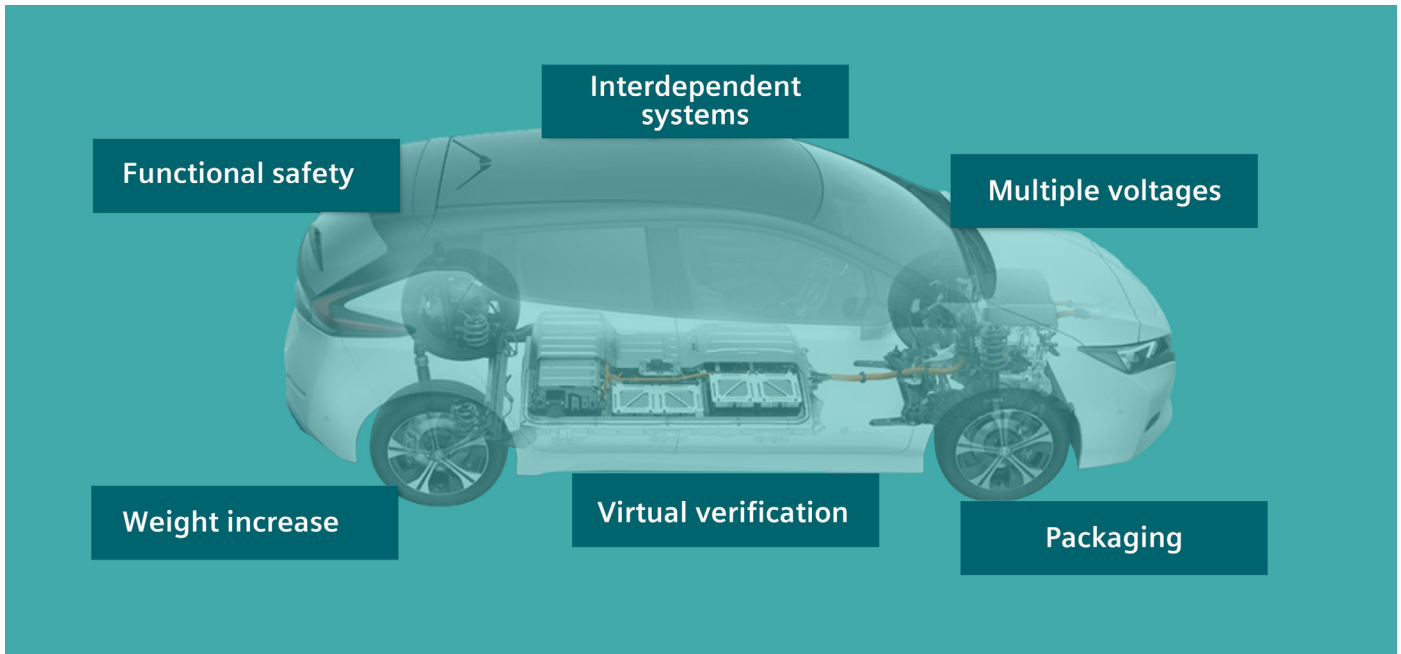 Interdependent
systems
Functional safety
Multiple voltages
Weight increase
Virtual verification
Packaging